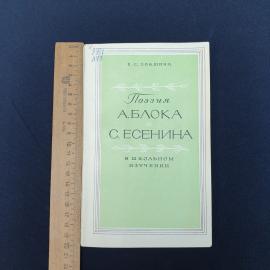 Поэзия
А. БЛОКА
С. ЕСЕНИНА
В ШКОЛЬНОМ
ИЗУЧЕНИИ